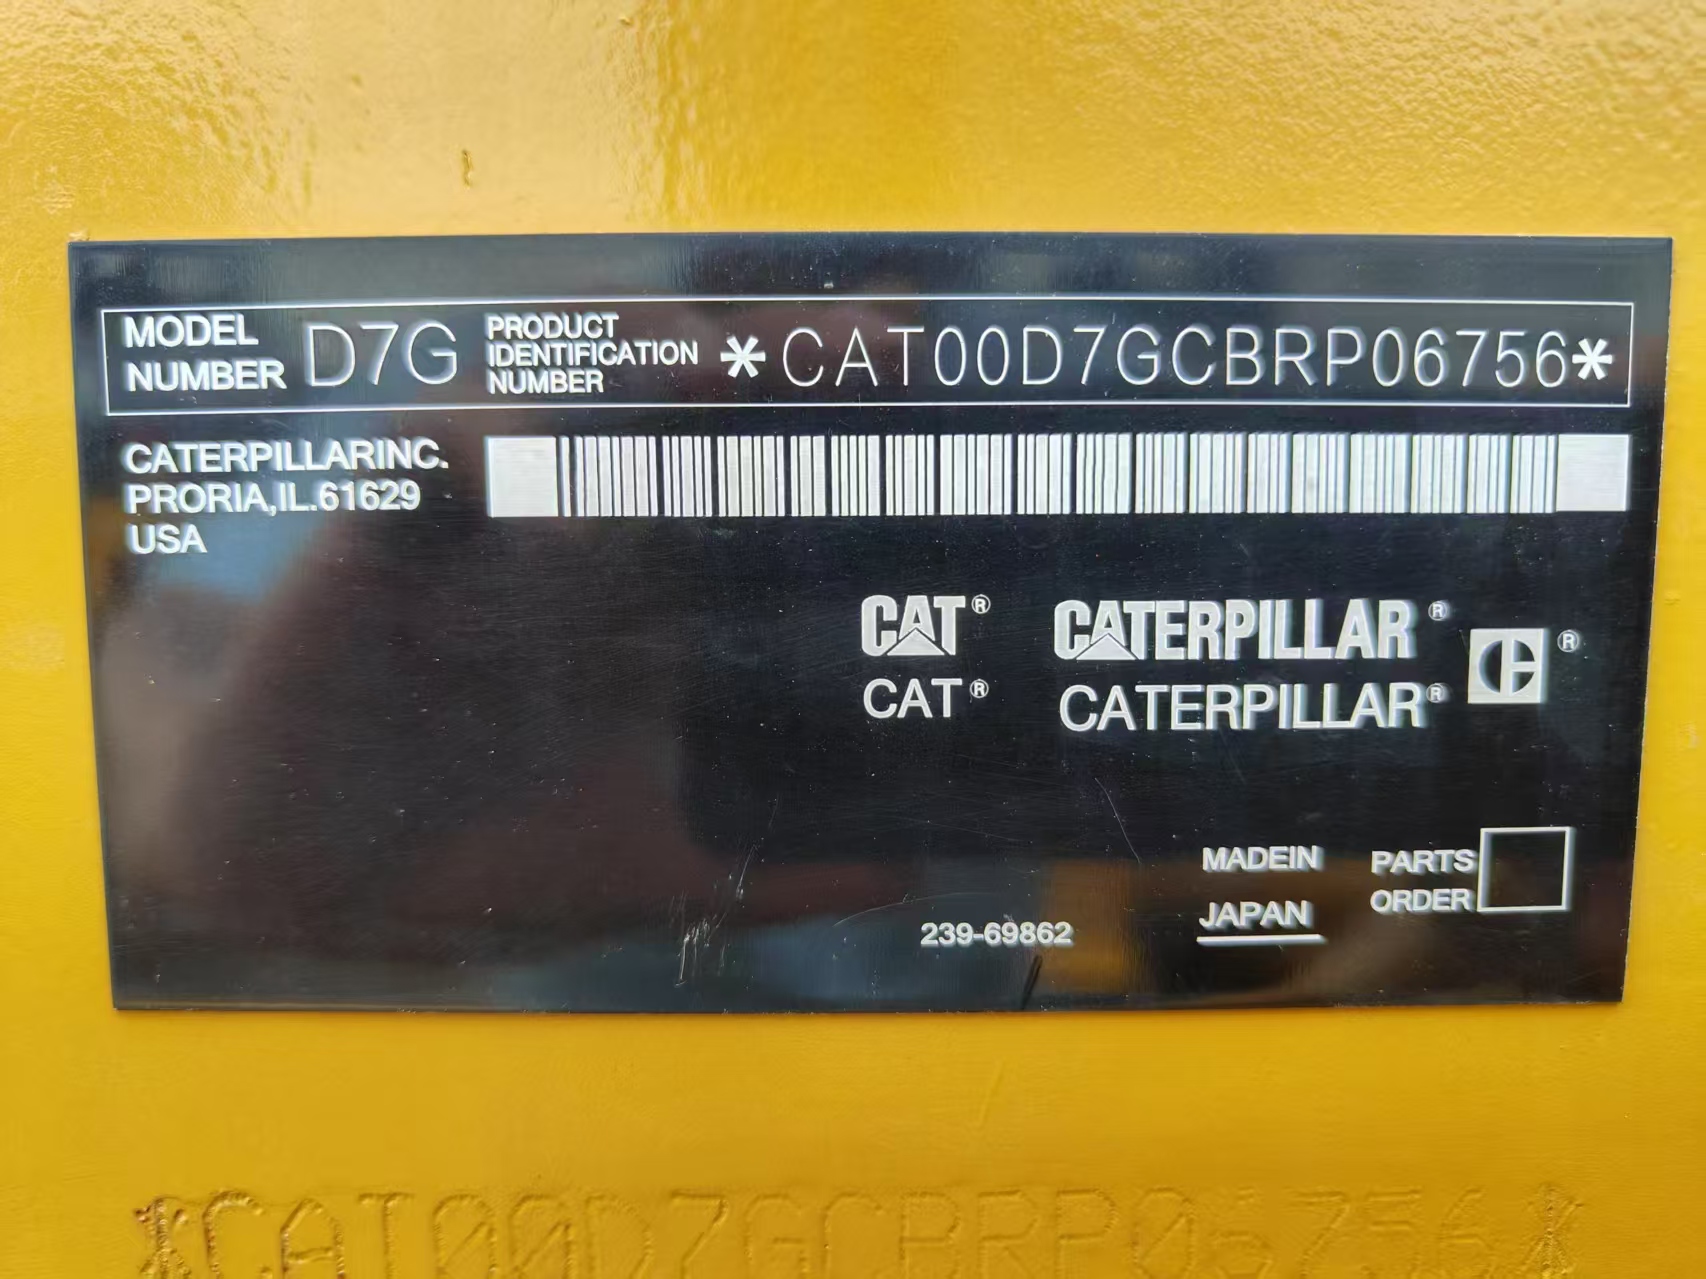 MODEL NUMBER D7G PRODUCT IDENTIFICATION NUMBER *CAT00D7GCBRP06756*
CATERPILLARINC.
PRORIA,IL.61629
USA
CAT® CATERPILLAR®
CAT® CATERPILLAR® C®
MADEIN PARTS
JAPAN ORDER
239-69862
*CAT00D7GCBRP06756*